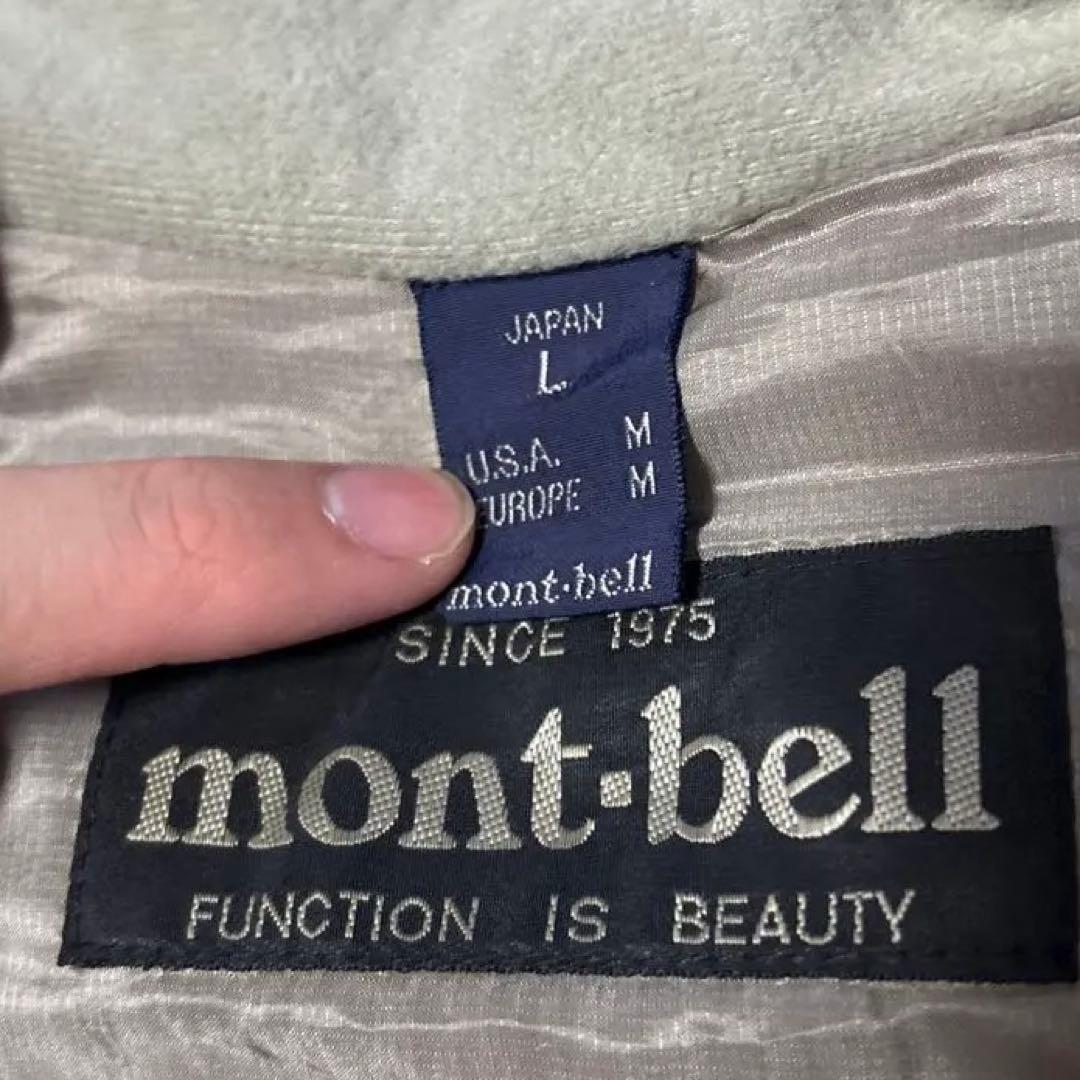 JAPAN
L
U.S.A. M
EUROPE M
mont·bell
SINCE 1975
mont·bell
FUNCTION IS BEAUTY